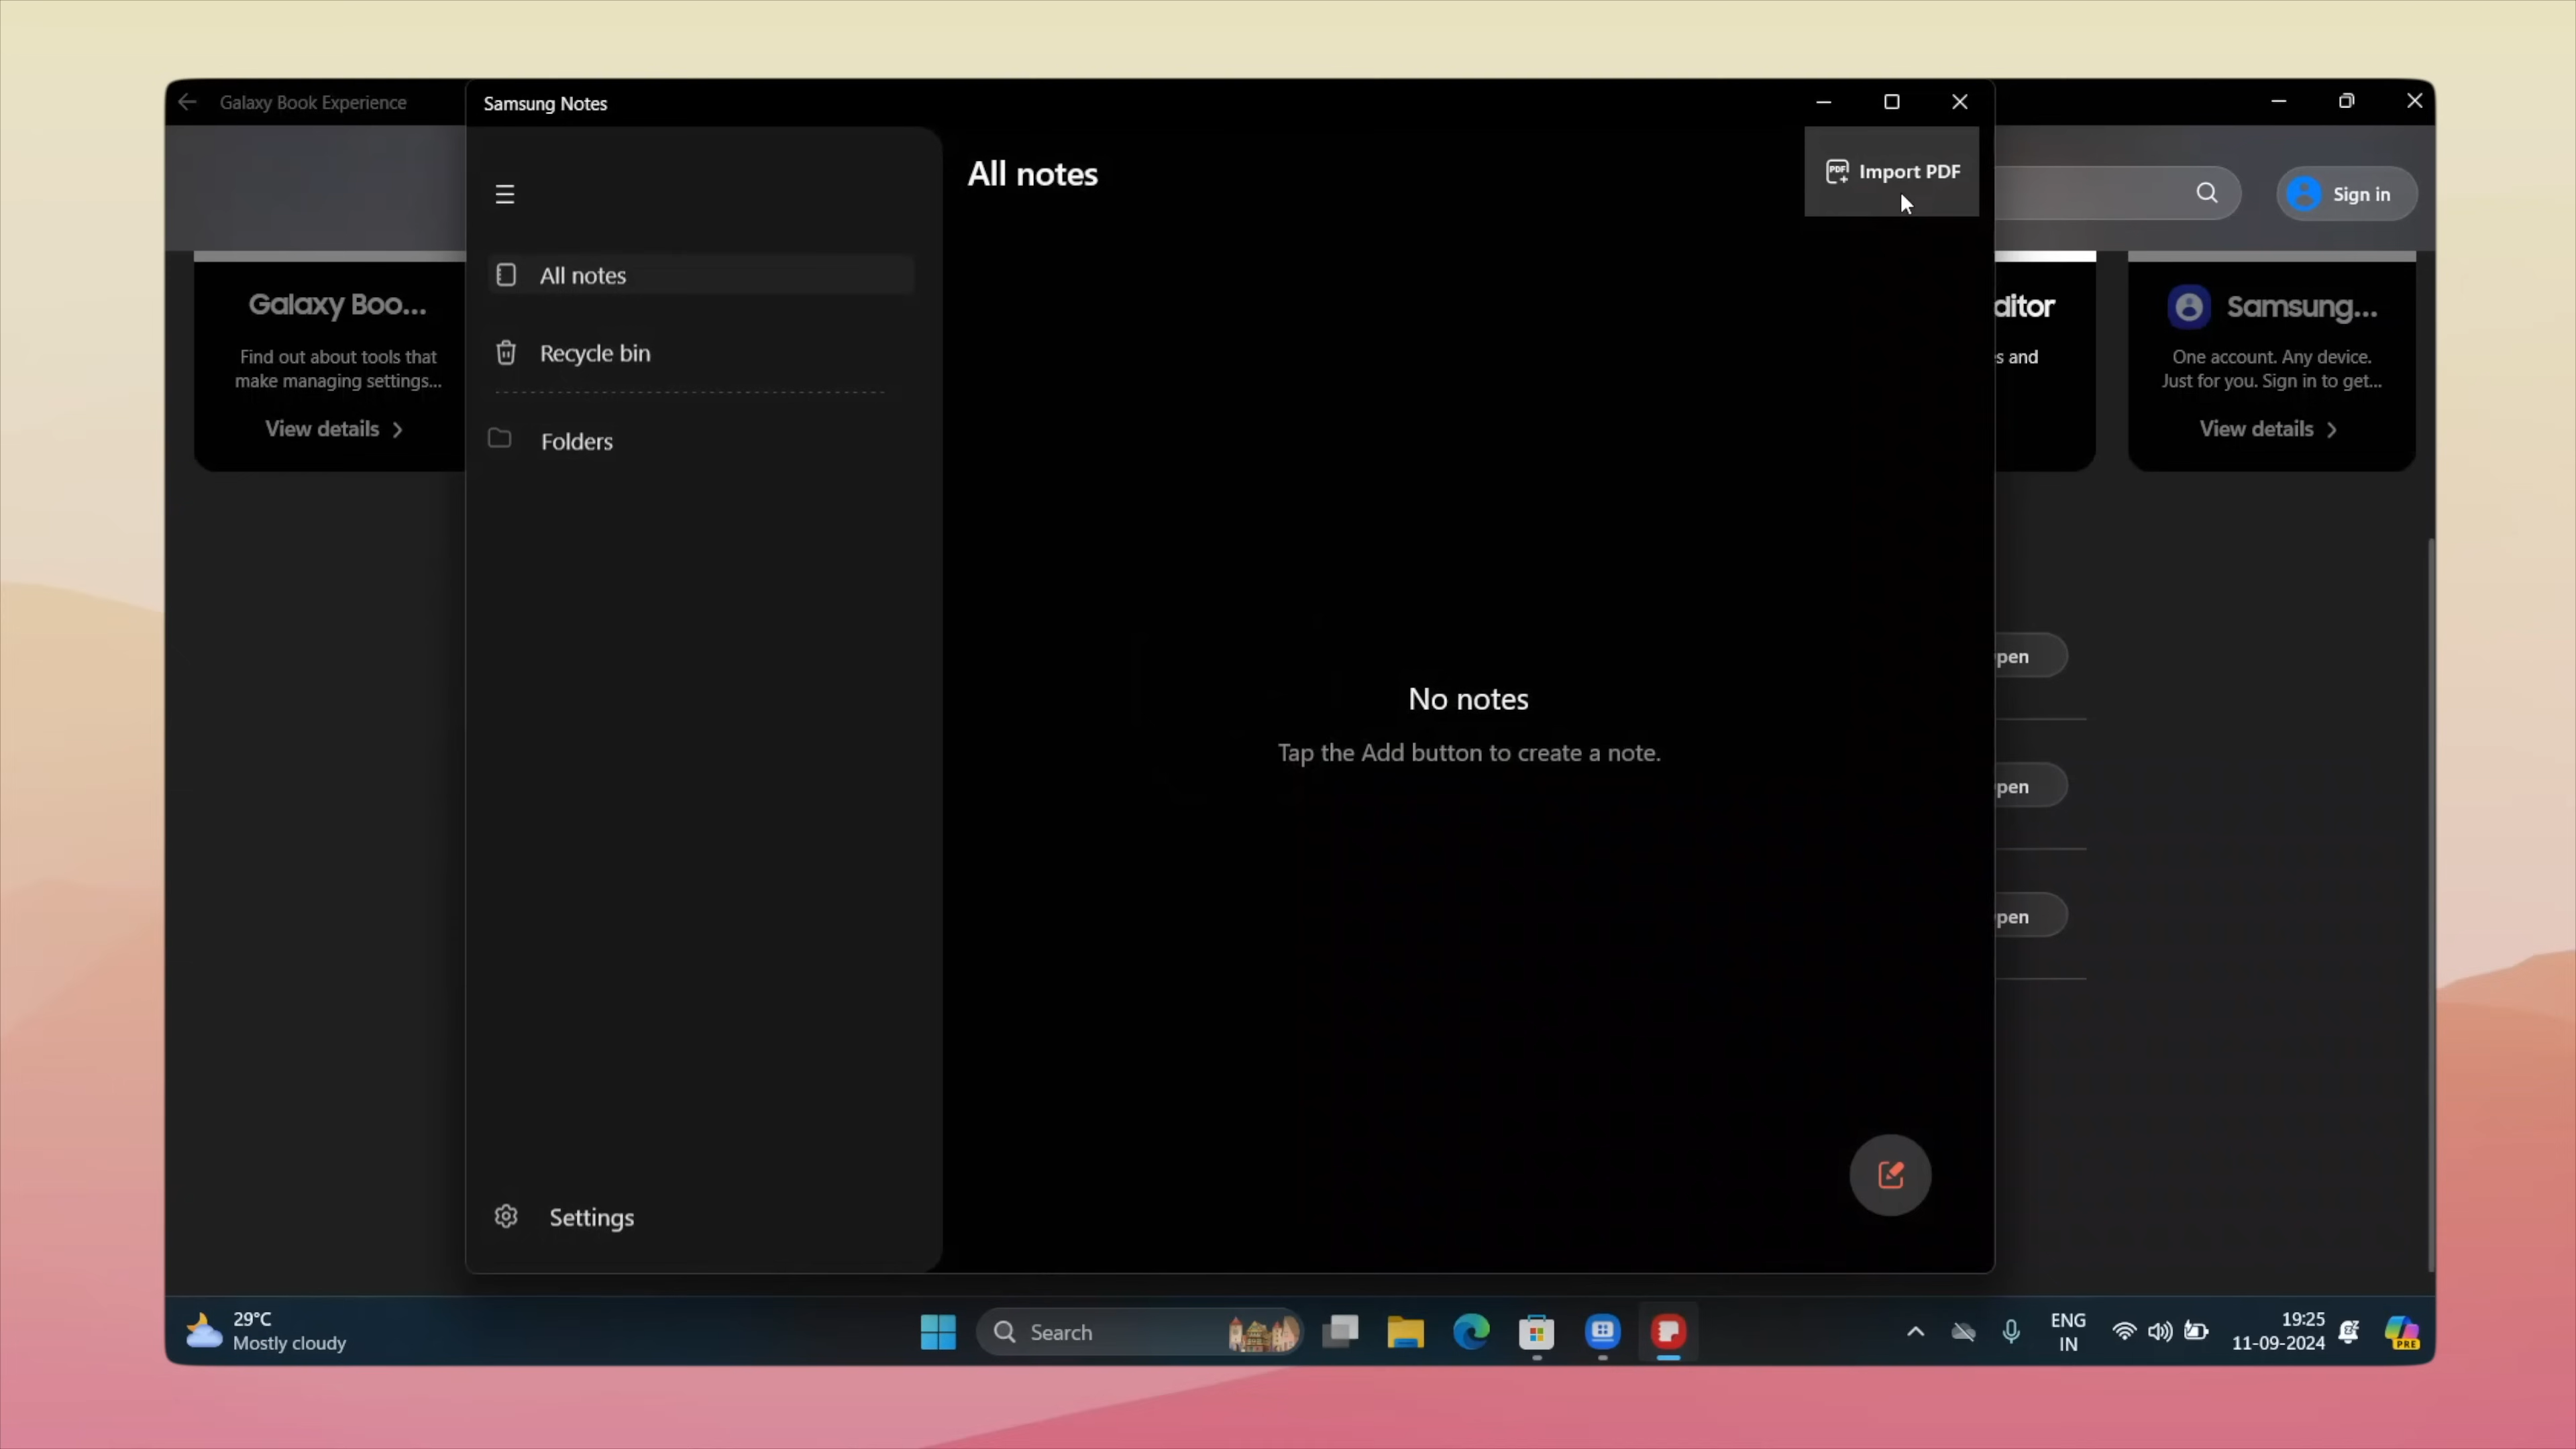 Galaxy Book Experience
Samsung Notes
All notes
PDF
Import PDF
Sign in
All notes
Recycle bin
Folders
Galaxy Boo...
Find out about tools that
make managing settings...
View details
ditor
s and
Samsung...
One account. Any device.
Just for you. Sign in to get...
View details
pen
pen
pen
No notes
Tap the Add button to create a note.
Settings
29°C
Mostly cloudy
Search
ENG
IN
19:25
11-09-2024
PRE